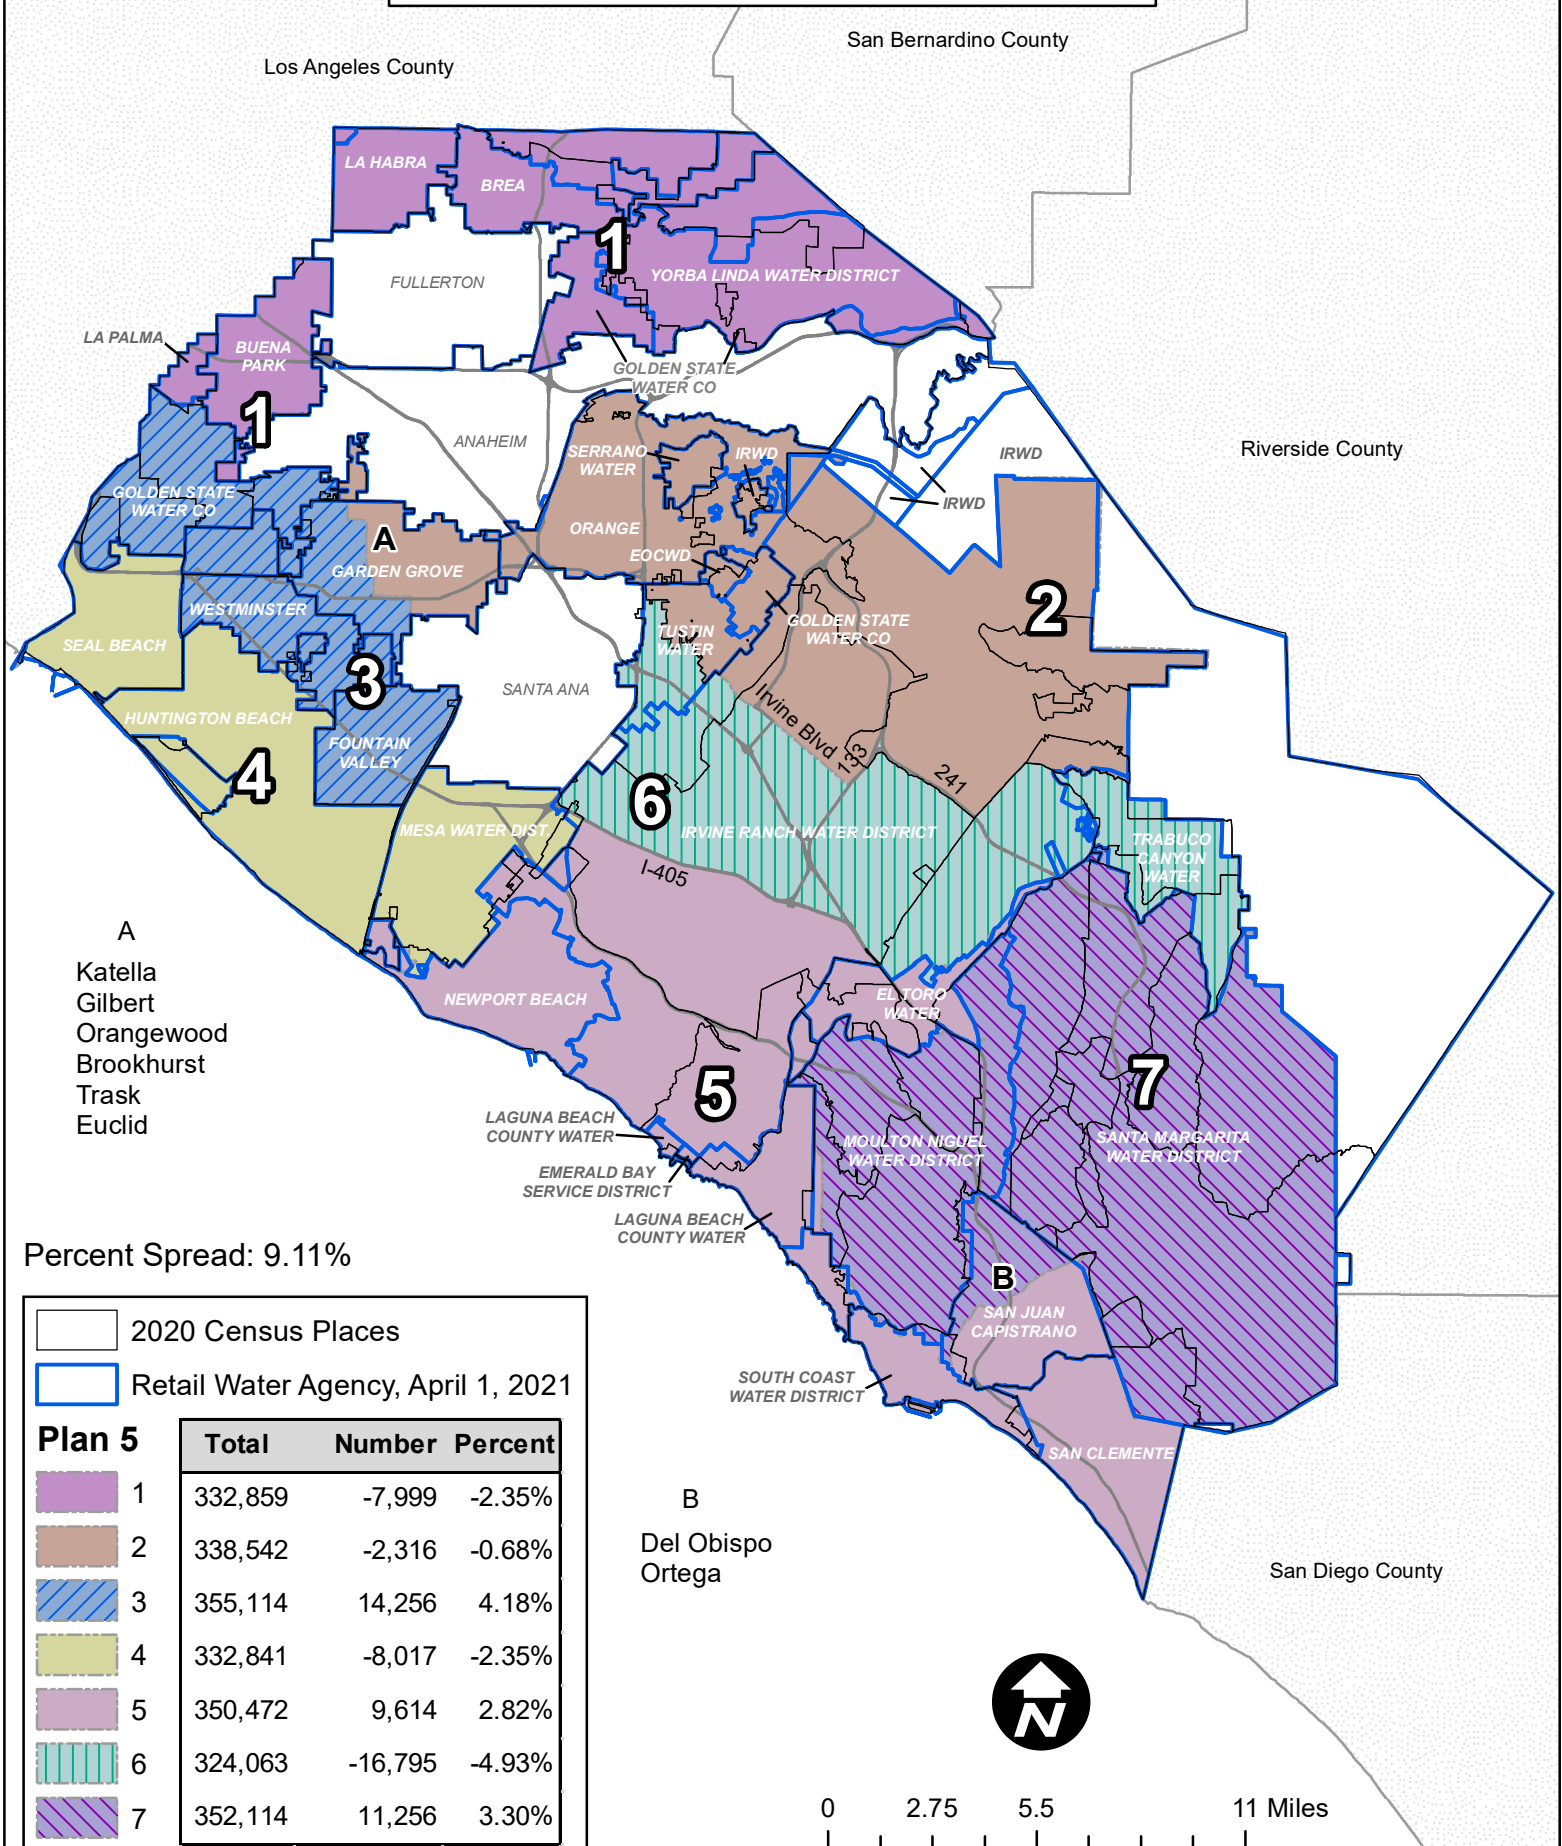 San Bernardino County
Los Angeles County
LA HABRA
BREA
1
YORBA LINDA WATER DISTRICT
FULLERTON
LA PALMA
BUENA
PARK
GOLDEN STATE
WATER CO
1
ANAHEIM
SERRANO
WATER
IRWD
IRWD
IRWD
Riverside County
GOLDEN STATE
WATER CO
ORANGE
A
EOCWD
GARDEN GROVE
WESTMINSTER
2
TUSTIN
WATER
GOLDEN STATE
WATER CO
SEAL BEACH
3
SANTA ANA
HUNTINGTON BEACH
Irvine Blvd
133
241
FOUNTAIN
VALLEY
4
6
MESA WATER DIST.
IRVINE RANCH WATER DISTRICT
TRABUCO
CANYON
WATER
I-405
A
Katella
Gilbert
Orangewood
Brookhurst
Trask
Euclid
NEWPORT BEACH
EL TORO
WATER
5
7
LAGUNA BEACH
COUNTY WATER
MOULTON NIGUEL
WATER DISTRICT
SANTA MARGARITA
WATER DISTRICT
EMERALD BAY
SERVICE DISTRICT
LAGUNA BEACH
COUNTY WATER
B
SAN JUAN
CAPISTRANO
SOUTH COAST
WATER DISTRICT
SAN CLEMENTE
B
Del Obispo
Ortega
San Diego County
Percent Spread: 9.11%
2020 Census Places
Retail Water Agency, April 1, 2021
Plan 5 Total Number Percent
1 332,859 -7,999 -2.35%
2 338,542 -2,316 -0.68%
3 355,114 14,256 4.18%
4 332,841 -8,017 -2.35%
5 350,472 9,614 2.82%
6 324,063 -16,795 -4.93%
7 352,114 11,256 3.30%
N
0 2.75 5.5 11 Miles